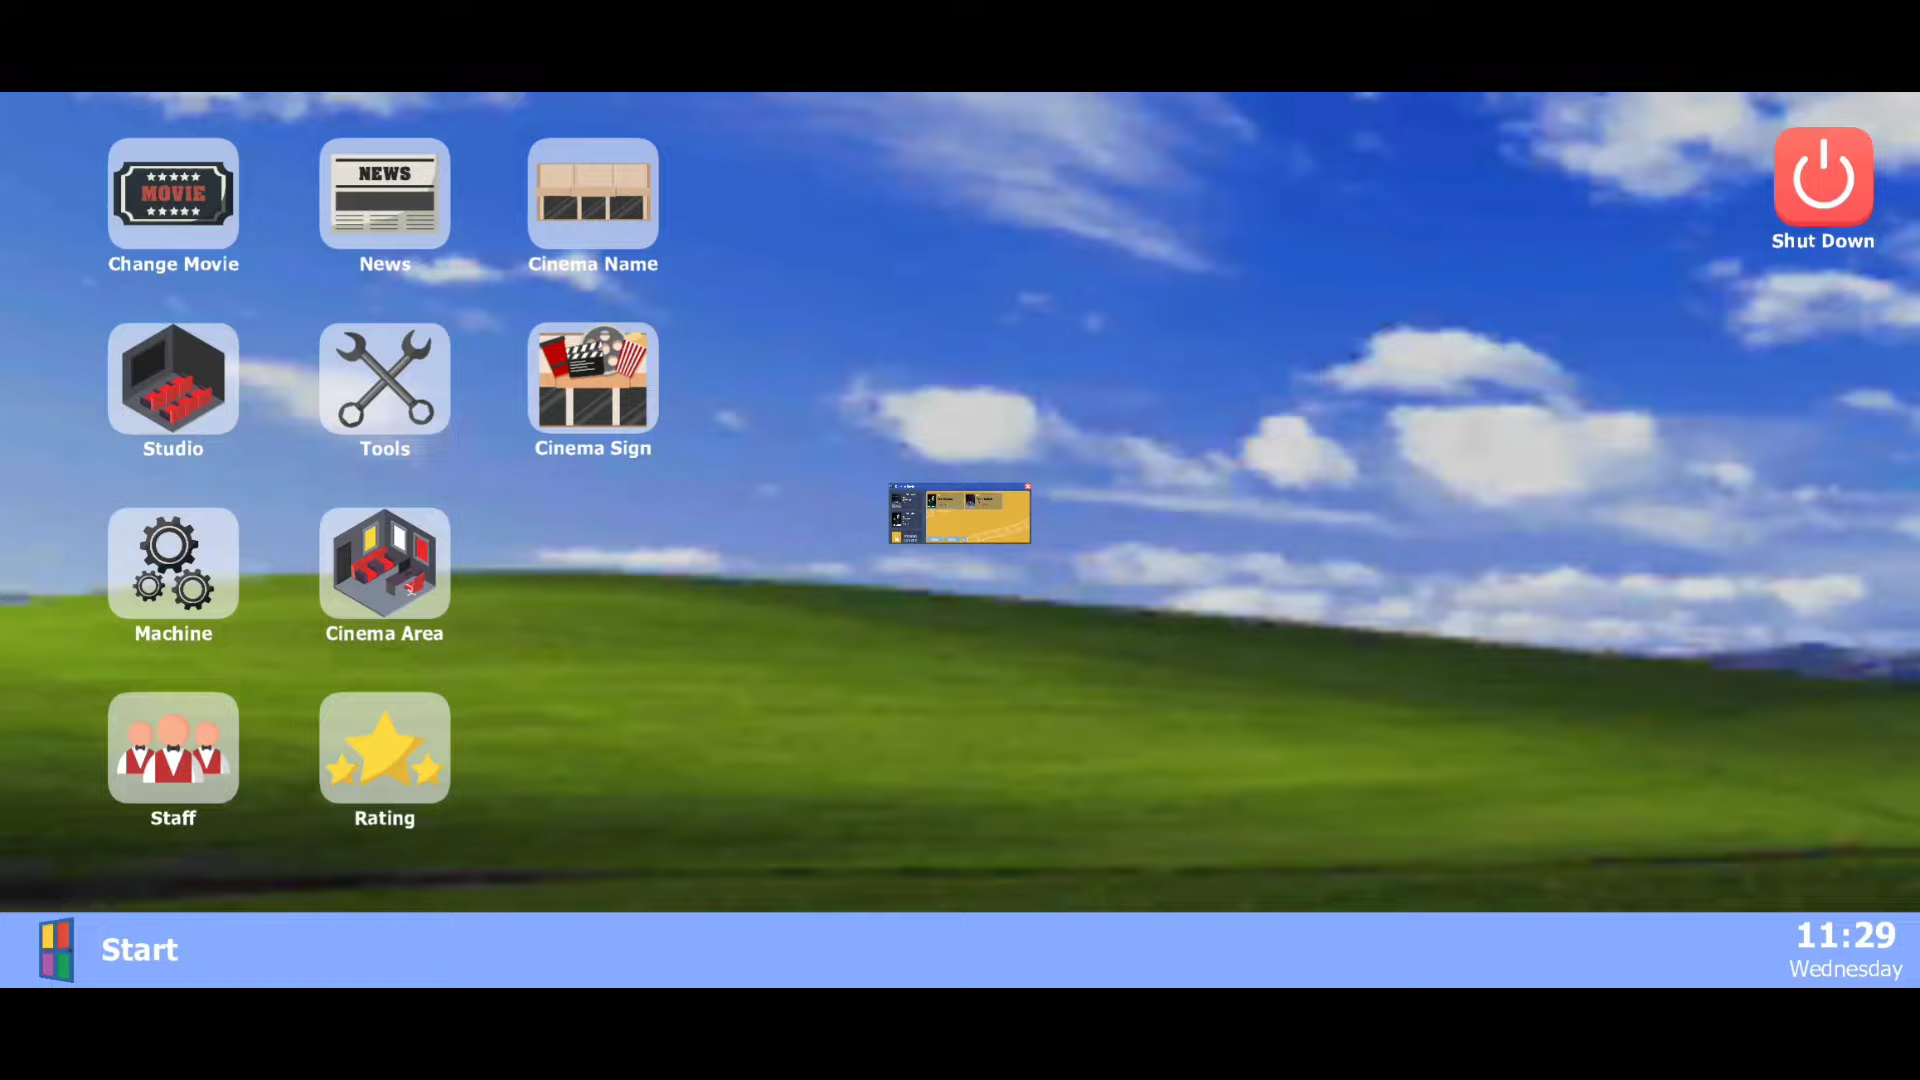 MOVIE
Change Movie
NEWS
News
Cinema Name
Shut Down
Studio
Tools
Cinema Sign
Machine
Cinema Area
Staff
Rating
Start
11:29
Wednesday